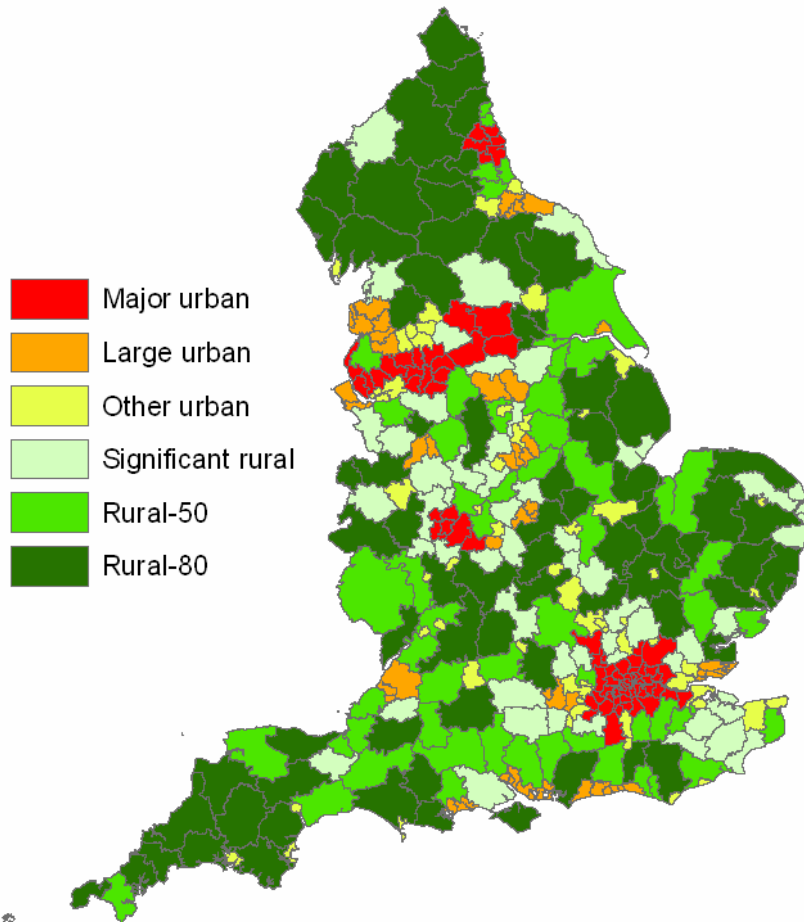 Major urban
Large urban
Other urban
Significant rural
Rural-50
Rural-80